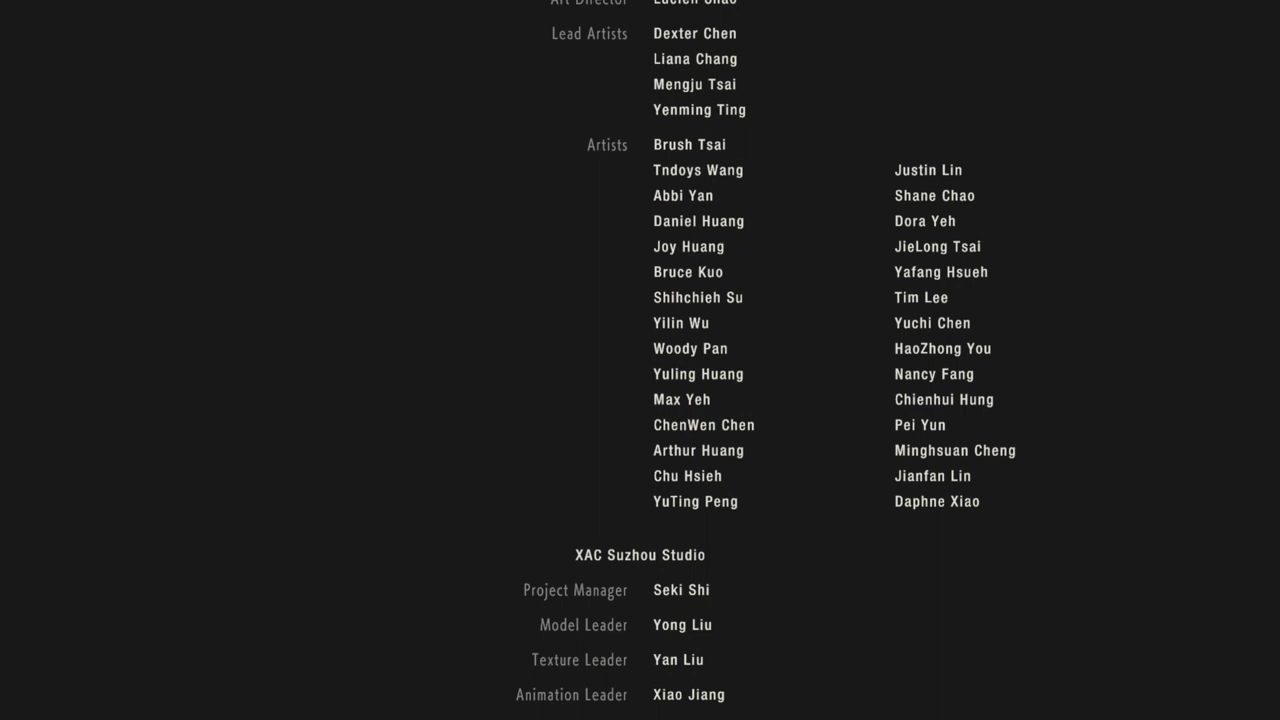 Art Director Lucien Chao
Lead Artists Dexter Chen
Liana Chang
Mengju Tsai
Yenming Ting
Artists Brush Tsai
Tndoys Wang Justin Lin
Abbi Yan Shane Chao
Daniel Huang Dora Yeh
Joy Huang JieLong Tsai
Bruce Kuo Yafang Hsueh
Shihchieh Su Tim Lee
Yilin Wu Yuchi Chen
Woody Pan HaoZhong You
Yuling Huang Nancy Fang
Max Yeh Chienhui Hung
ChenWen Chen Pei Yun
Arthur Huang Minghsuan Cheng
Chu Hsieh Jianfan Lin
YuTing Peng Daphne Xiao
XAC Suzhou Studio
Project Manager Seki Shi
Model Leader Yong Liu
Texture Leader Yan Liu
Animation Leader Xiao Jiang